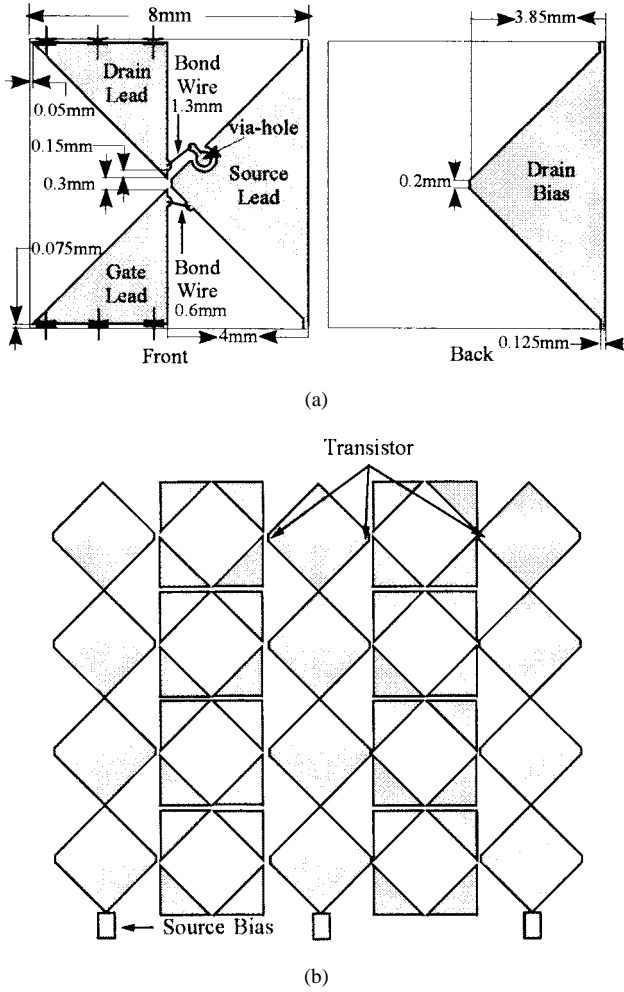 8mm
3.85mm
Drain
Lead
Bond
Wire
1.3mm
0.05mm
via-hole
0.15mm
0.3mm
Source
Lead
0.2mm
Drain
Bias
0.075mm
Gate
Lead
Bond
Wire
0.6mm
4mm
0.125mm
Front
Back
(a)
Transistor
Source Bias
(b)